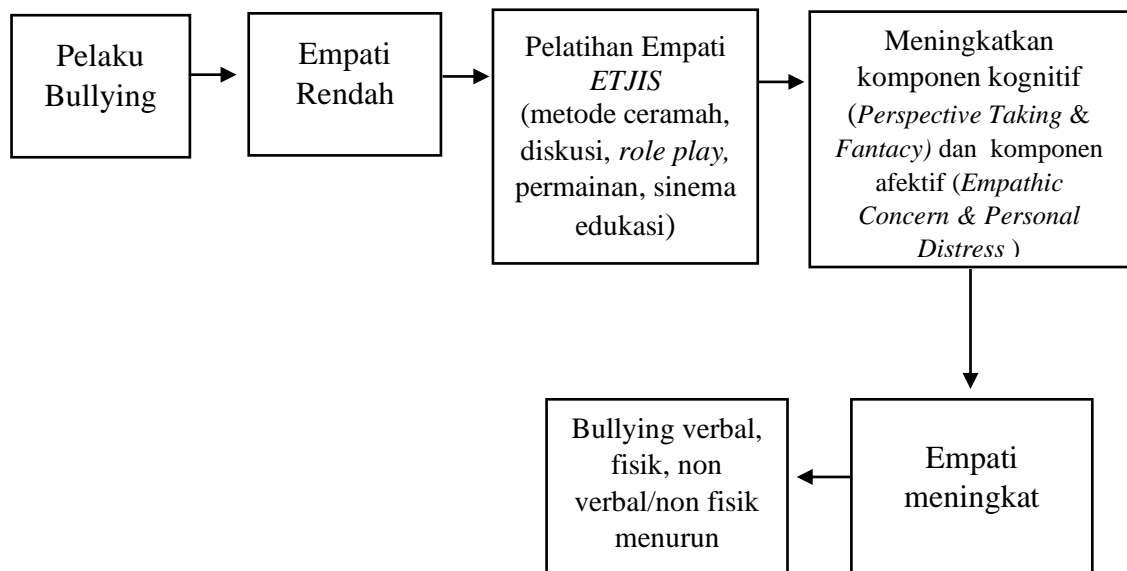 Pelaku
Bullying
Empati
Rendah
Pelatihan Empati
ETJIS
(metode ceramah,
diskusi, role play,
permainan, sinema
edukasi)
Meningkatkan
komponen kognitif
(Perspective Taking &
Fantacy) dan komponen
afektif (Empathic
Concern & Personal
Distress )
Empati
meningkat
Bullying verbal,
fisik, non
verbal/non fisik
menurun